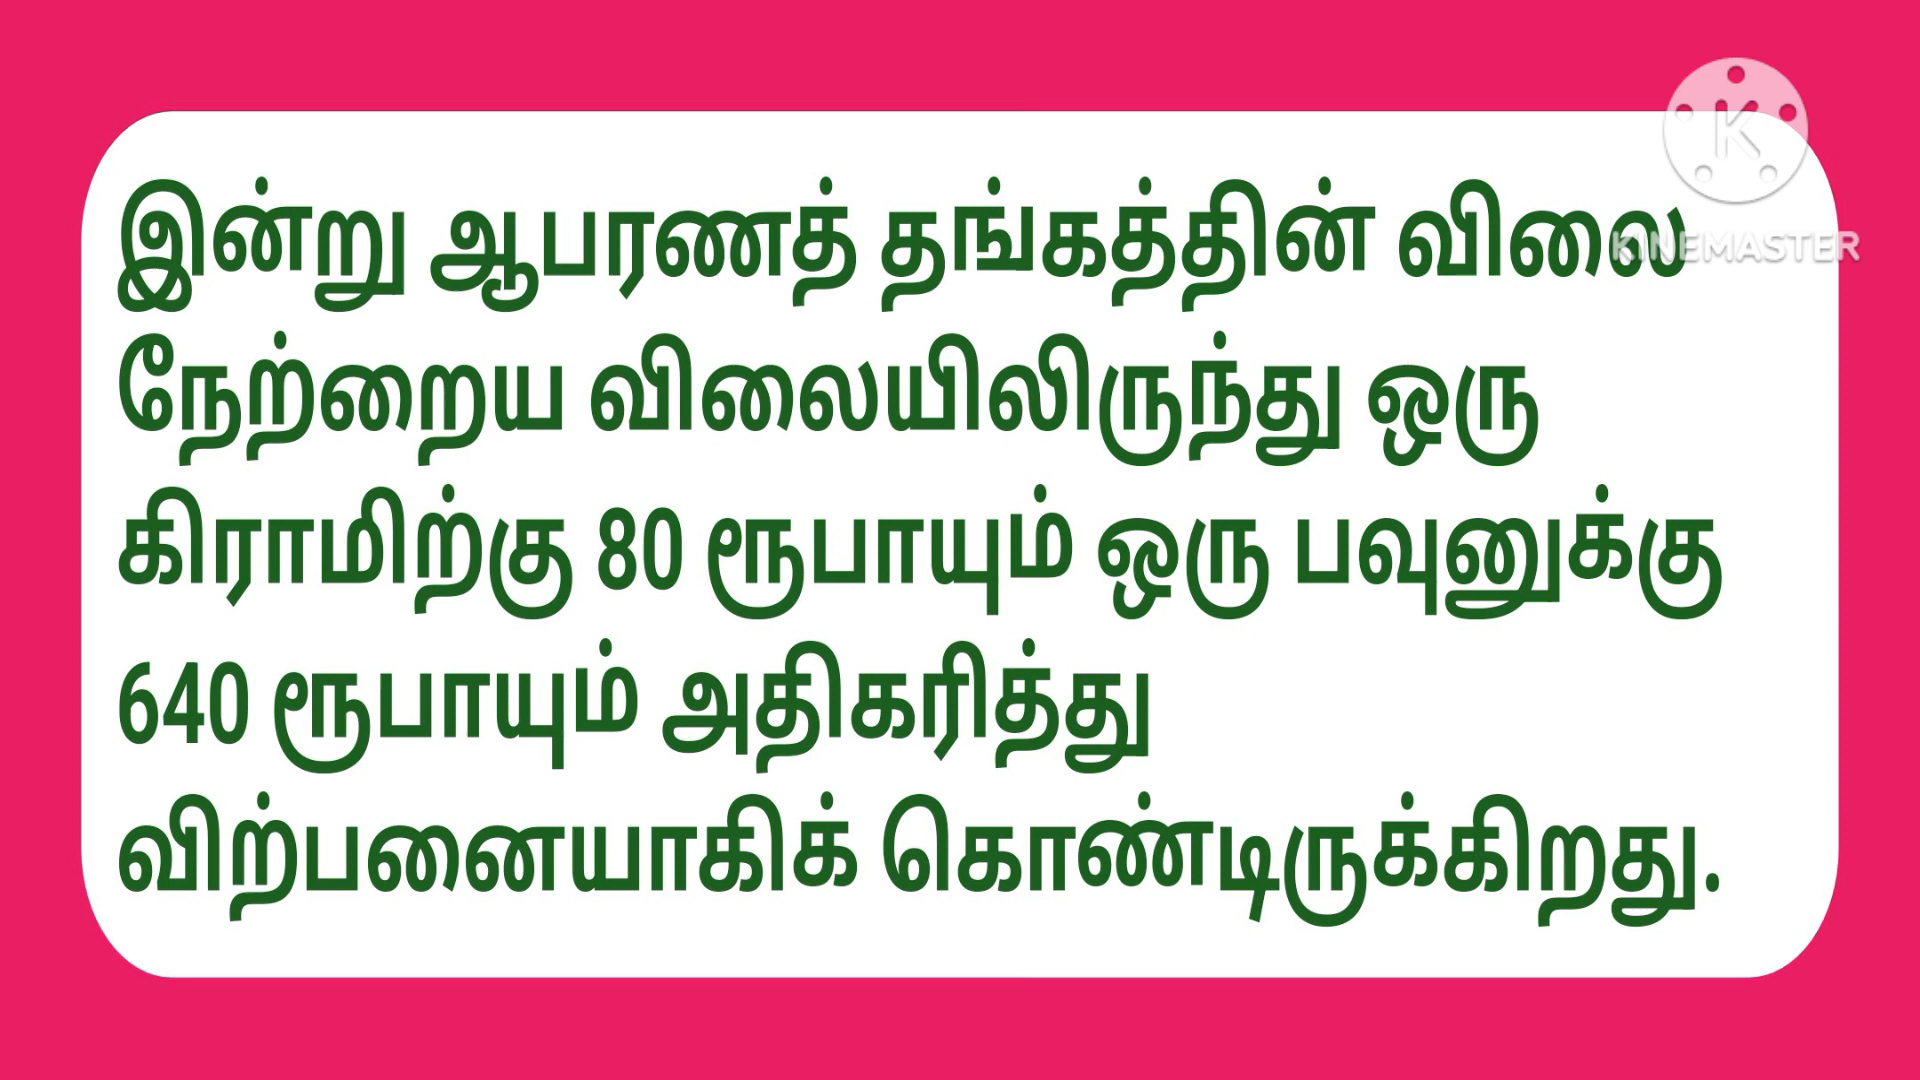 இன்று ஆபரணத் தங்கத்தின் விலை
நேற்றைய விலையிலிருந்து ஒரு
கிராமிற்கு 80 ரூபாயும் ஒரு பவுனுக்கு
640 ரூபாயும் அதிகரித்து
விற்பனையாகிக் கொண்டிருக்கிறது.
K
KINEMASTER